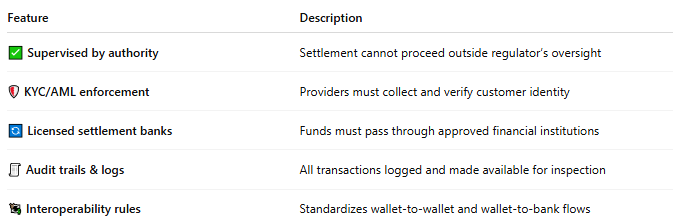 Feature Description
✅ Supervised by authority Settlement cannot proceed outside regulator's oversight
🛡️ KYC/AML enforcement Providers must collect and verify customer identity
🔄 Licensed settlement banks Funds must pass through approved financial institutions
🧾 Audit trails & logs All transactions logged and made available for inspection
Interoperability rules Standardizes wallet-to-wallet and wallet-to-bank flows